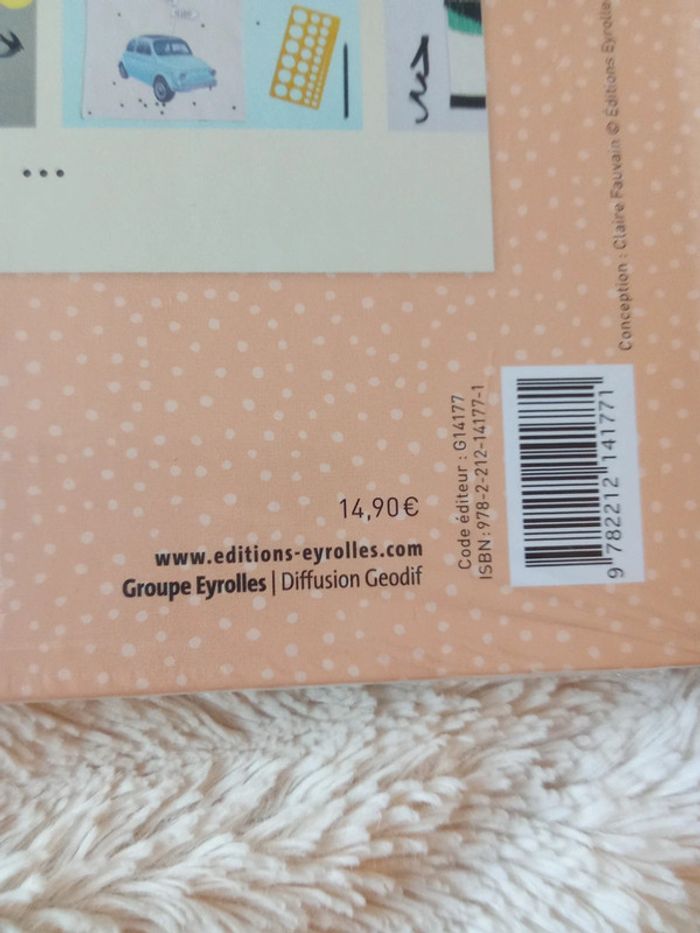 ...
14,90€
www.editions-eyrolles.com
Groupe Eyrolles | Diffusion Geodif
Code éditeur : G14177
ISBN: 978-2-212-14177-1
9 782212 141771
Conception : Claire Fauvain © Éditions Eyrolles